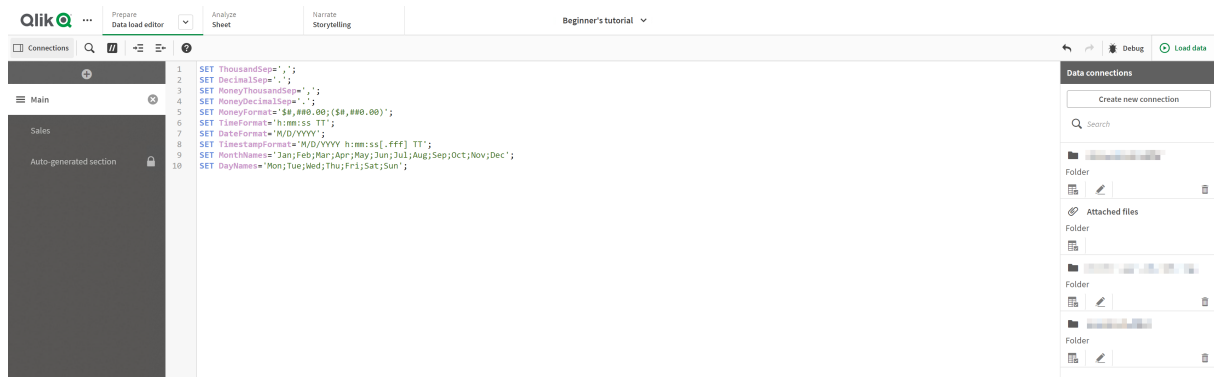 Qlik
Prepare
Data load editor
Analyze
Sheet
Narrate
Storytelling
Beginner's tutorial
Connections
Debug
Load data
Main
Sales
Auto-generated section
1 SET ThousandSep=',';
2 SET DecimalSep='.';
3 SET MoneyThousandSep=',';
4 SET MoneyDecimalSep='.';
5 SET MoneyFormat='$#,##0.00;($#,##0.00)';
6 SET TimeFormat='h:mm:ss TT';
7 SET DateFormat='M/D/YYYY';
8 SET TimestampFormat='M/D/YYYY h:mm:ss[.fff] TT';
9 SET MonthNames='Jan;Feb;Mar;Apr;May;Jun;Jul;Aug;Sep;Oct;Nov;Dec';
10 SET DayNames='Mon;Tue;Wed;Thu;Fri;Sat;Sun';
Data connections
Create new connection
Search
Folder
Attached files
Folder
Folder
Folder